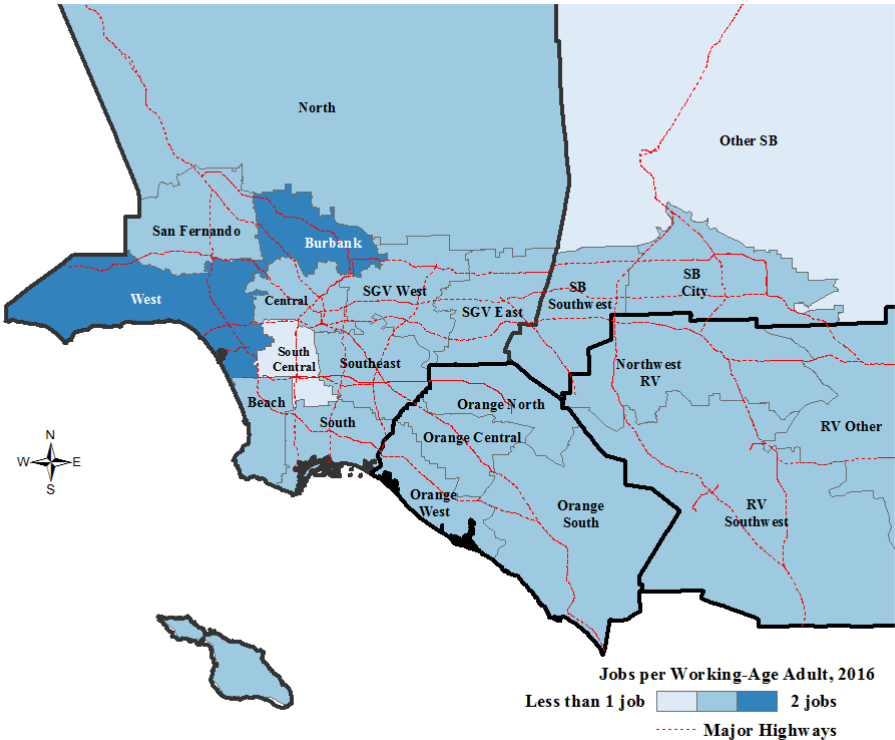 North
Other SB
San Fernando
Burbank
West
Central
SGV West
SGV East
SB
Southwest
SB
City
South
Central
Southeast
Northwest
RV
Beach
South
Orange North
Orange Central
RV Other
Orange
West
Orange
South
RV
Southwest
N
W
E
S
Jobs per Working-Age Adult, 2016
Less than 1 job
2 jobs
Major Highways